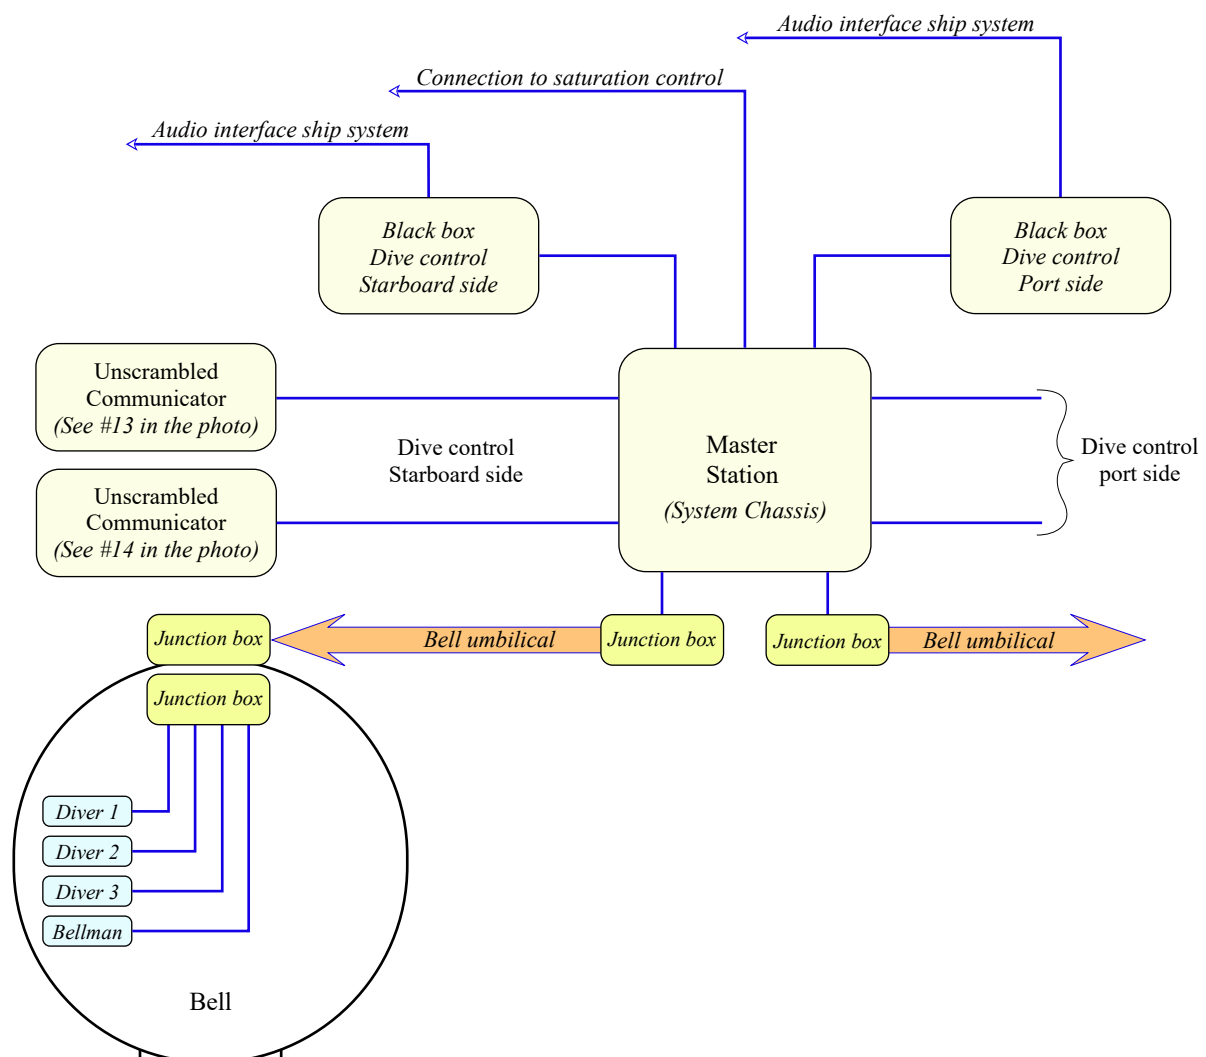 Audio interface ship system
Connection to saturation control
Audio interface ship system
Black box
Dive control
Starboard side
Black box
Dive control
Port side
Unscrambled
Communicator
(See #13 in the photo)
Dive control
Starboard side
Master
Station
(System Chassis)
Dive control
port side
Unscrambled
Communicator
(See #14 in the photo)
Junction box
Bell umbilical
Junction box
Junction box
Bell umbilical
Junction box
Diver 1
Diver 2
Diver 3
Bellman
Bell